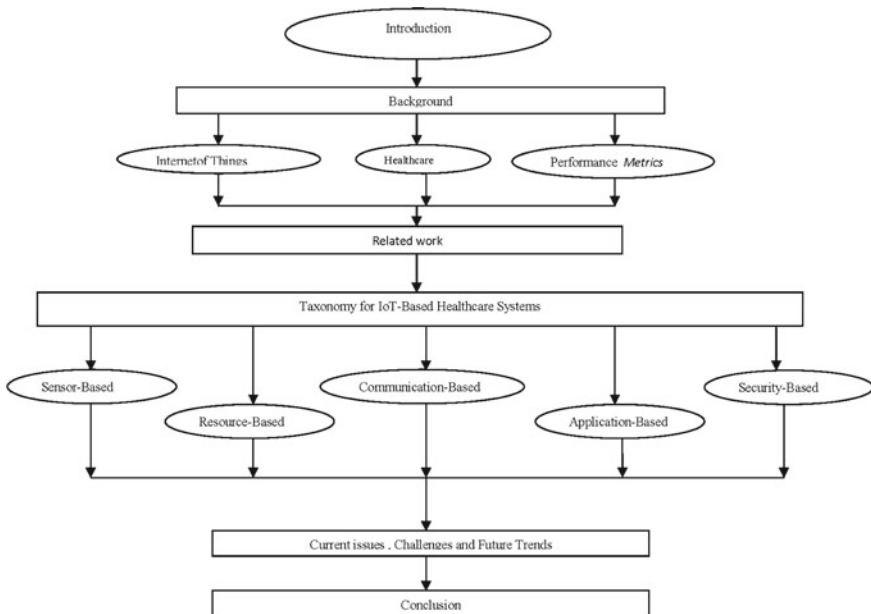 Introduction
Background
Internetof Things
Healthcare
Performance Metrics
Related work
Taxonomy for IoT-Based Healthcare Systems
Sensor-Based
Communication-Based
Security-Based
Resource-Based
Application-Based
Current issues , Challenges and Future Trends
Conclusion